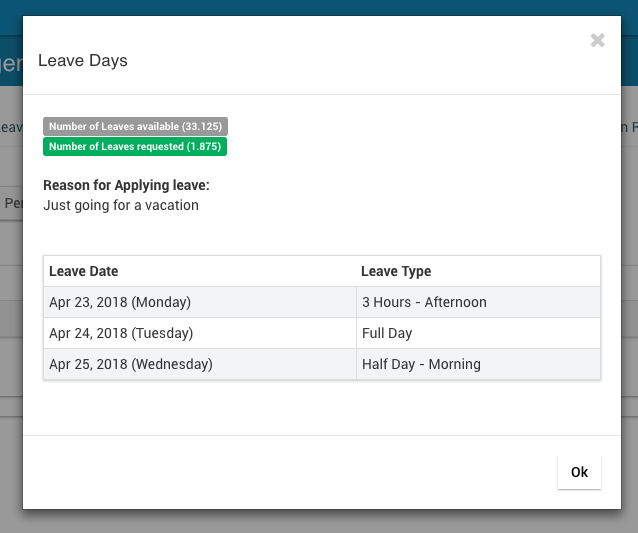 Leave Days
Number of Leaves available (33.125)
Number of Leaves requested (1.875)
Reason for Applying leave:
Just going for a vacation
Leave Date Leave Type
Apr 23, 2018 (Monday) 3 Hours - Afternoon
Apr 24, 2018 (Tuesday) Full Day
Apr 25, 2018 (Wednesday) Half Day - Morning
Ok